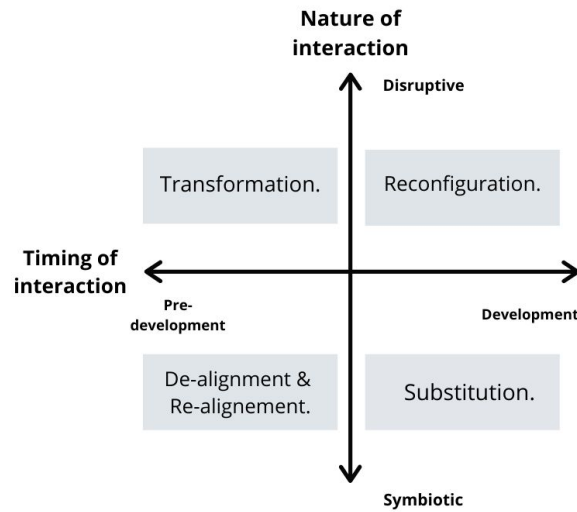 Nature of
interaction
Disruptive
Transformation.
Reconfiguration.
Timing of
interaction
Pre-
development
Development
De-alignment &
Re-alignement.
Substitution.
Symbiotic